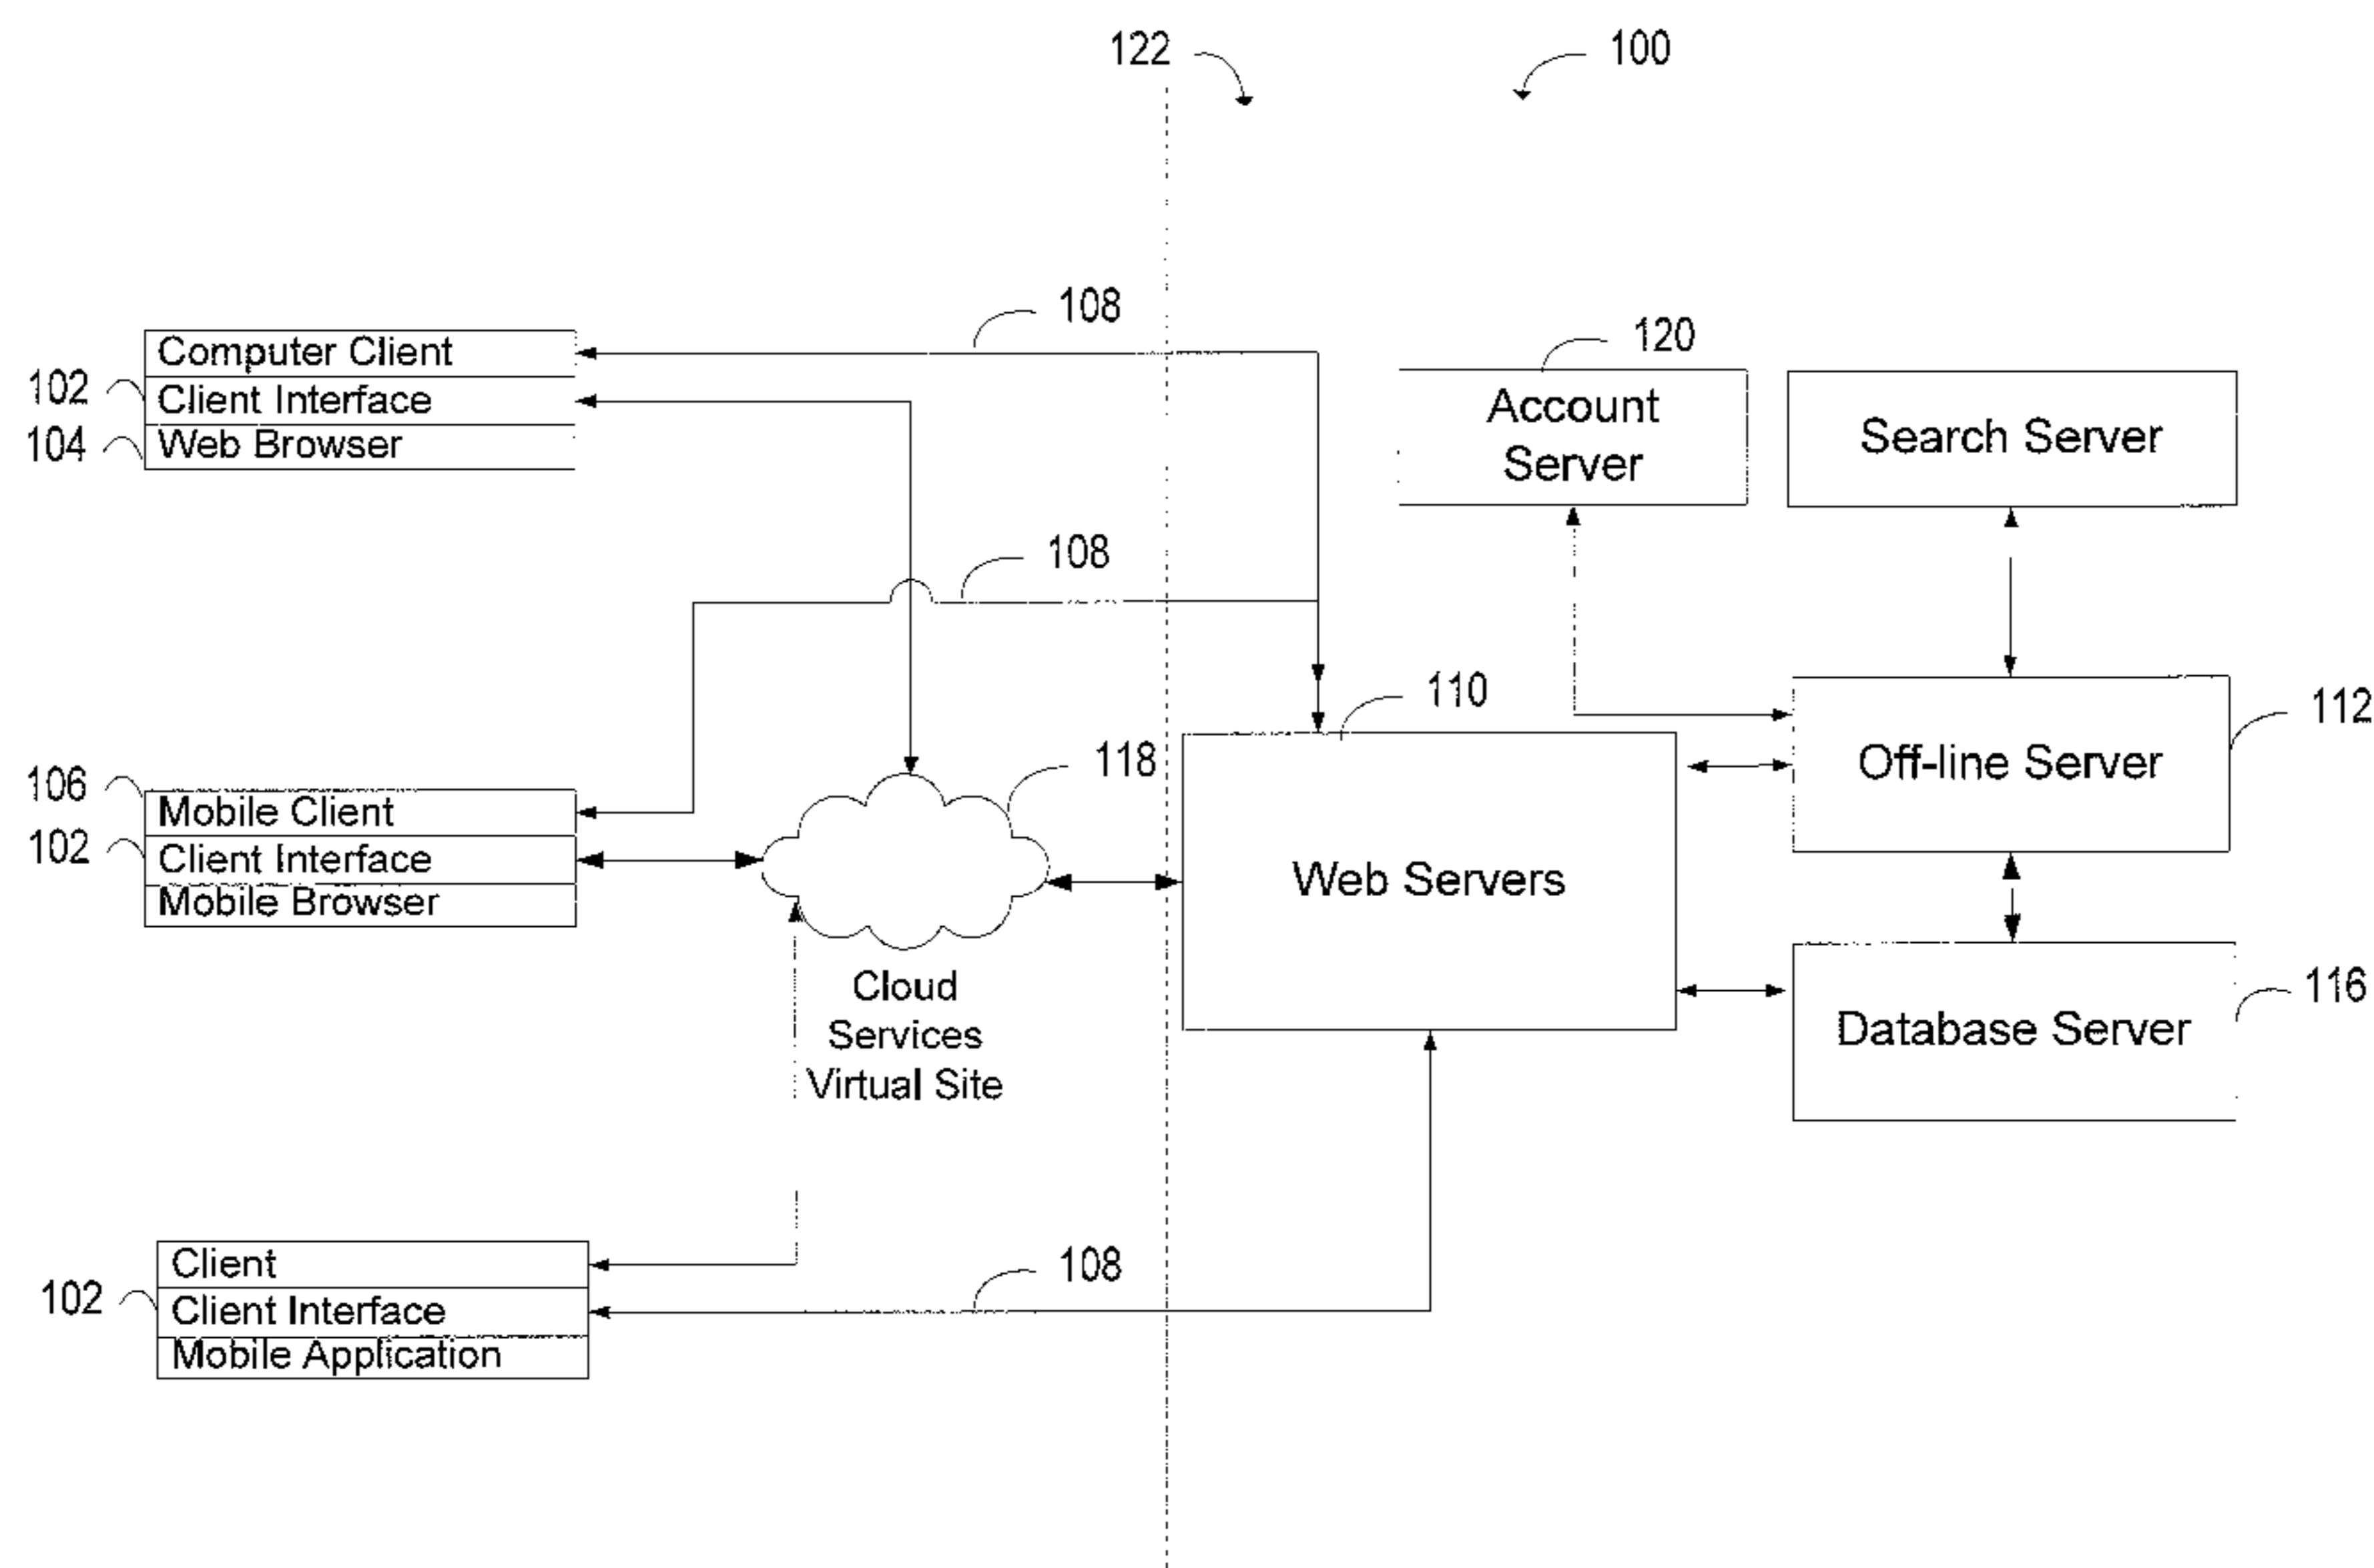 122
100
108
120
Computer Client
102
Client Interface
104
Web Browser
Account
Server
Search Server
108
110
112
118
Off-line Server
106
Mobile Client
102
Client Interface
Mobile Browser
Web Servers
Cloud
Services
Virtual Site
116
Database Server
Client
108
102
Client Interface
Mobile Application